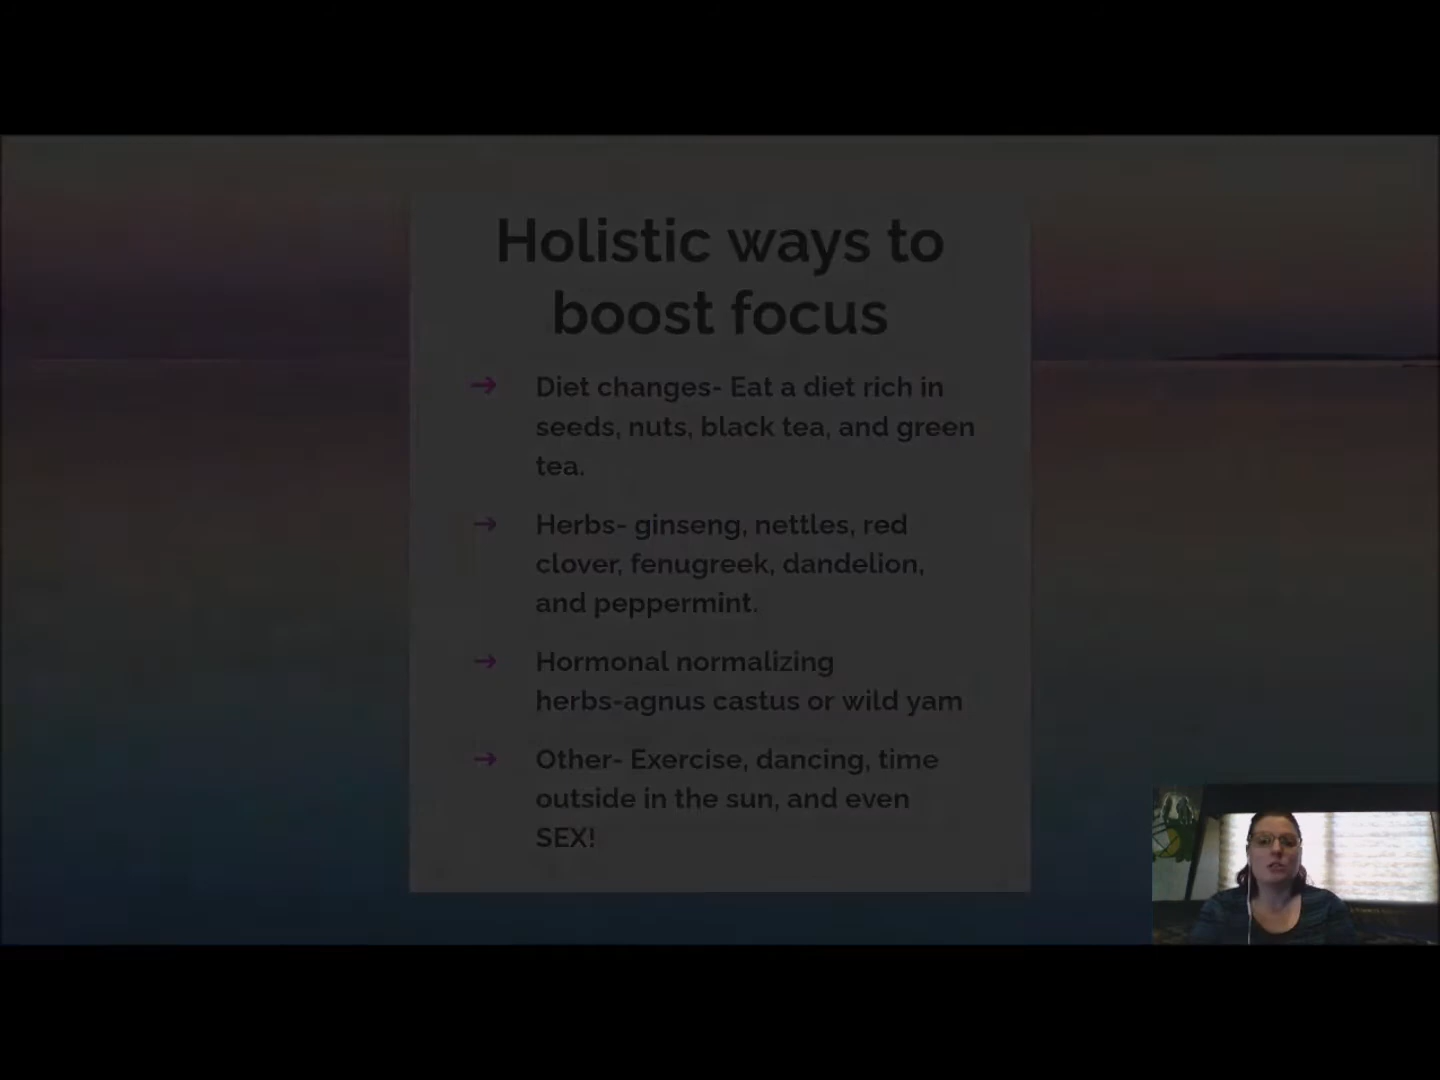 Holistic ways to
boost focus
➔ Diet changes- Eat a diet rich in
seeds, nuts, black tea, and green
tea.
➔ Herbs- ginseng, nettles, red
clover, fenugreek, dandelion,
and peppermint.
➔ Hormonal normalizing
herbs-agnus castus or wild yam
➔ Other- Exercise, dancing, time
outside in the sun, and even
SEX!